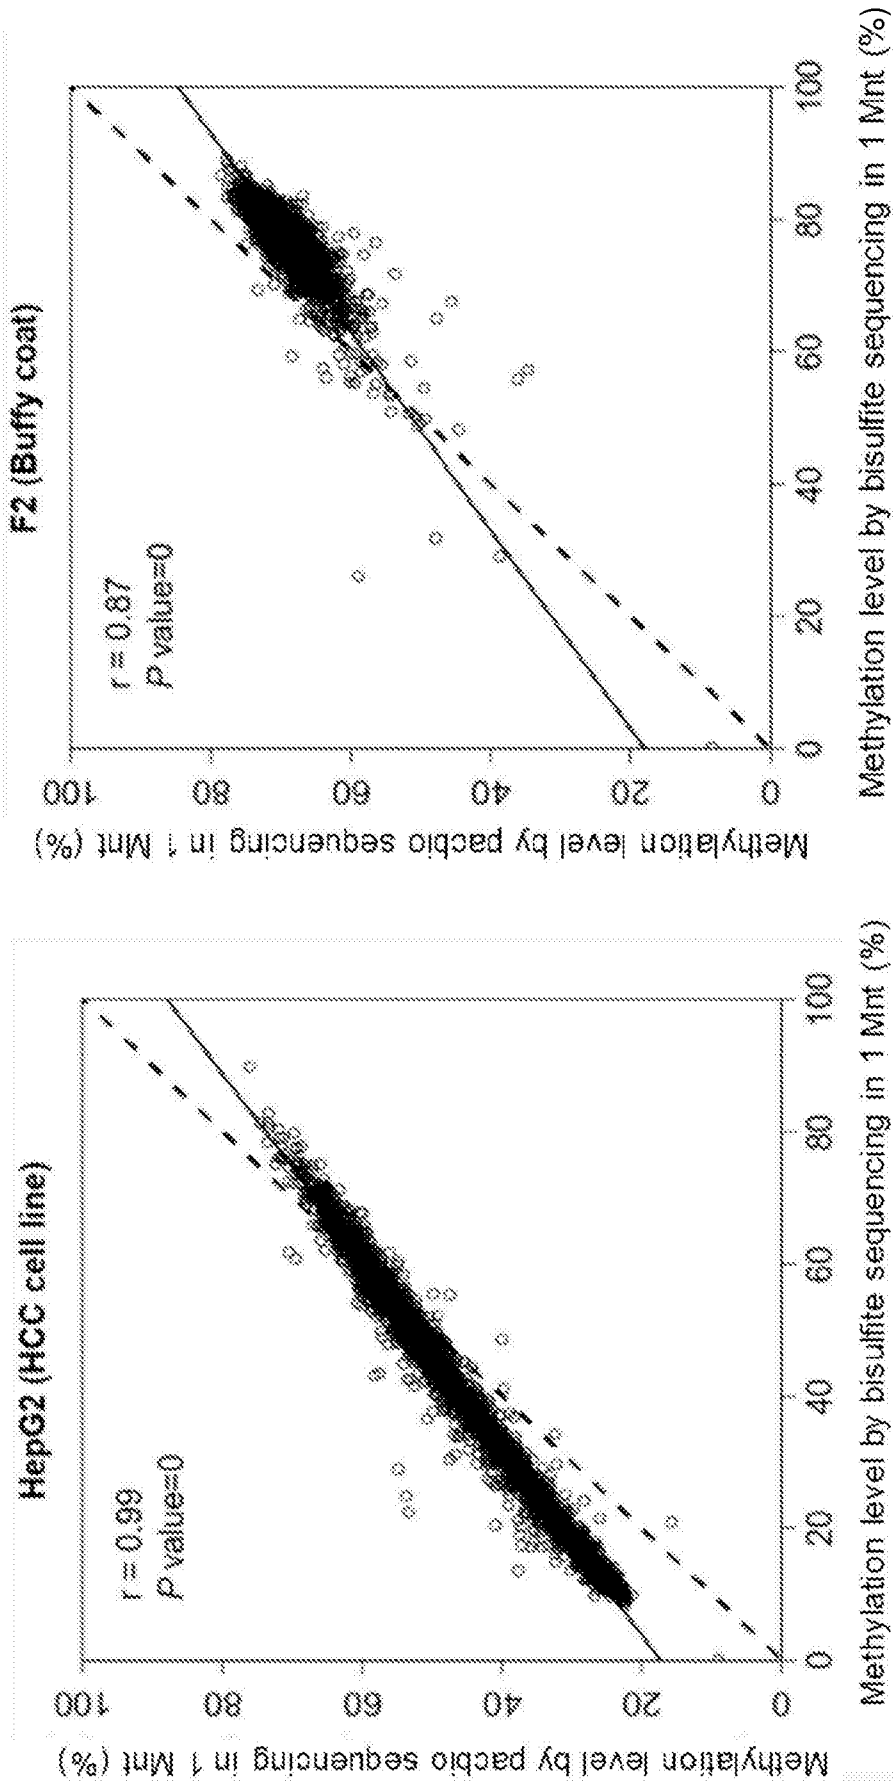 HepG2 (HCC cell line)
r = 0.99
P value=0
Methylation level by pacbio sequencing in 1 Mnt (%)
100
80
60
40
20
0
0 20 40 60 80 100
Methylation level by bisulfite sequencing in 1 Mnt (%)
F2 (Buffy coat)
r = 0.87
P value=0
Methylation level by pacbio sequencing in 1 Mnt (%)
100
80
60
40
20
0
0 20 40 60 80 100
Methylation level by bisulfite sequencing in 1 Mnt (%)